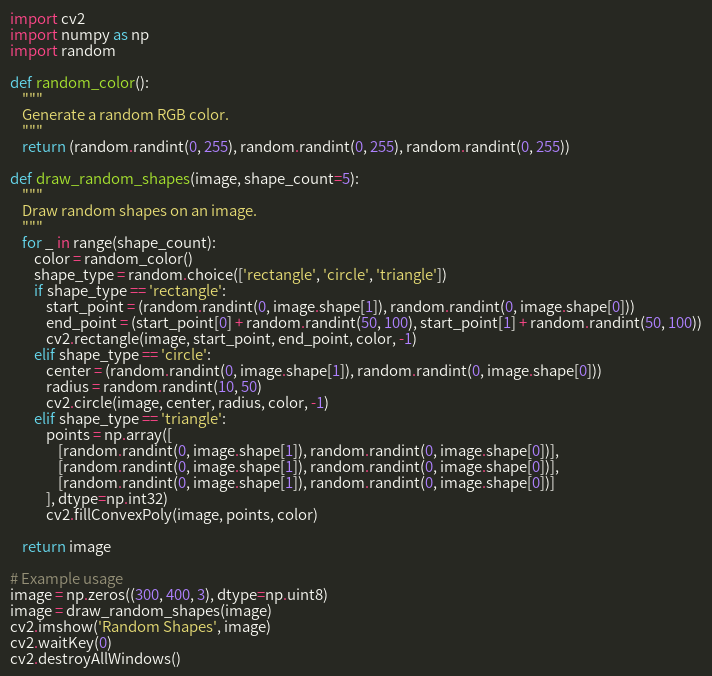 import cv2
import numpy as np
import random

def random_color():
    """
    Generate a random RGB color.
    """
    return (random.randint(0, 255), random.randint(0, 255), random.randint(0, 255))

def draw_random_shapes(image, shape_count=5):
    """
    Draw random shapes on an image.
    """
    for _ in range(shape_count):
        color = random_color()
        shape_type = random.choice(['rectangle', 'circle', 'triangle'])
        if shape_type == 'rectangle':
            start_point = (random.randint(0, image.shape[1]), random.randint(0, image.shape[0]))
            end_point = (start_point[0] + random.randint(50, 100), start_point[1] + random.randint(50, 100))
            cv2.rectangle(image, start_point, end_point, color, -1)
        elif shape_type == 'circle':
            center = (random.randint(0, image.shape[1]), random.randint(0, image.shape[0]))
            radius = random.randint(10, 50)
            cv2.circle(image, center, radius, color, -1)
        elif shape_type == 'triangle':
            points = np.array([
                [random.randint(0, image.shape[1]), random.randint(0, image.shape[0])],
                [random.randint(0, image.shape[1]), random.randint(0, image.shape[0])],
                [random.randint(0, image.shape[1]), random.randint(0, image.shape[0])]
            ], dtype=np.int32)
            cv2.fillConvexPoly(image, points, color)

    return image

# Example usage
image = np.zeros((300, 400, 3), dtype=np.uint8)
image = draw_random_shapes(image)
cv2.imshow('Random Shapes', image)
cv2.waitKey(0)
cv2.destroyAllWindows()